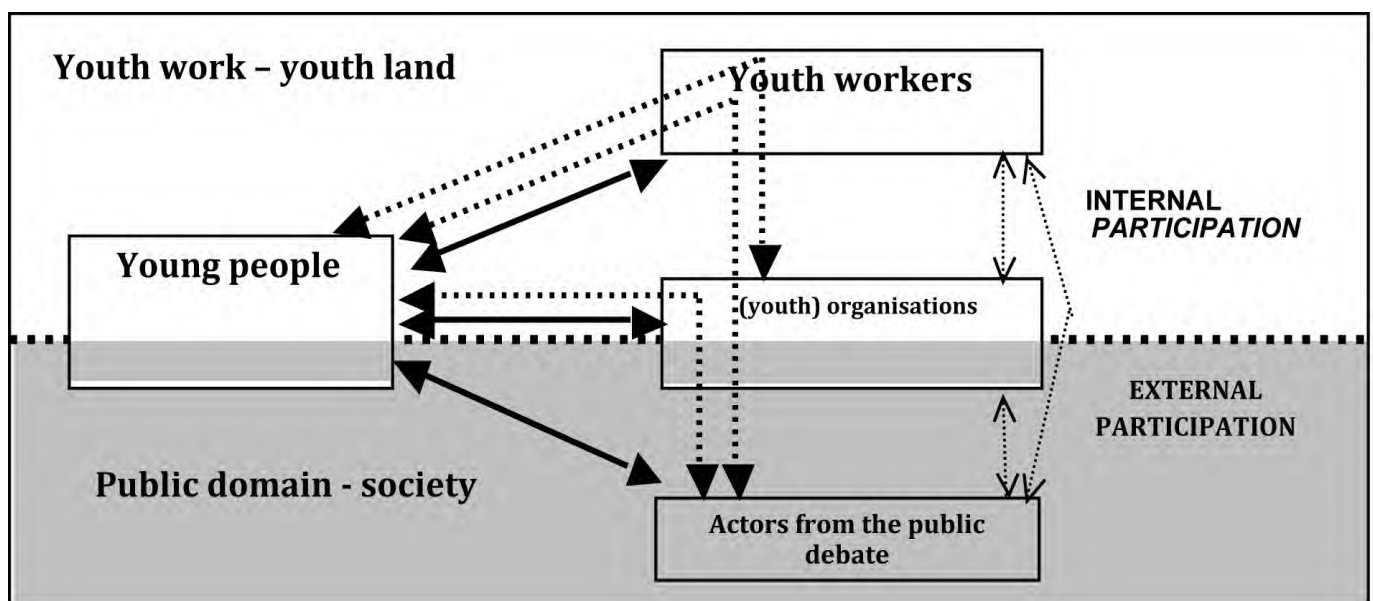 Youth work – youth land
Youth workers
INTERNAL
PARTICIPATION
Young people
(youth) organisations
EXTERNAL
PARTICIPATION
Public domain - society
Actors from the public
debate